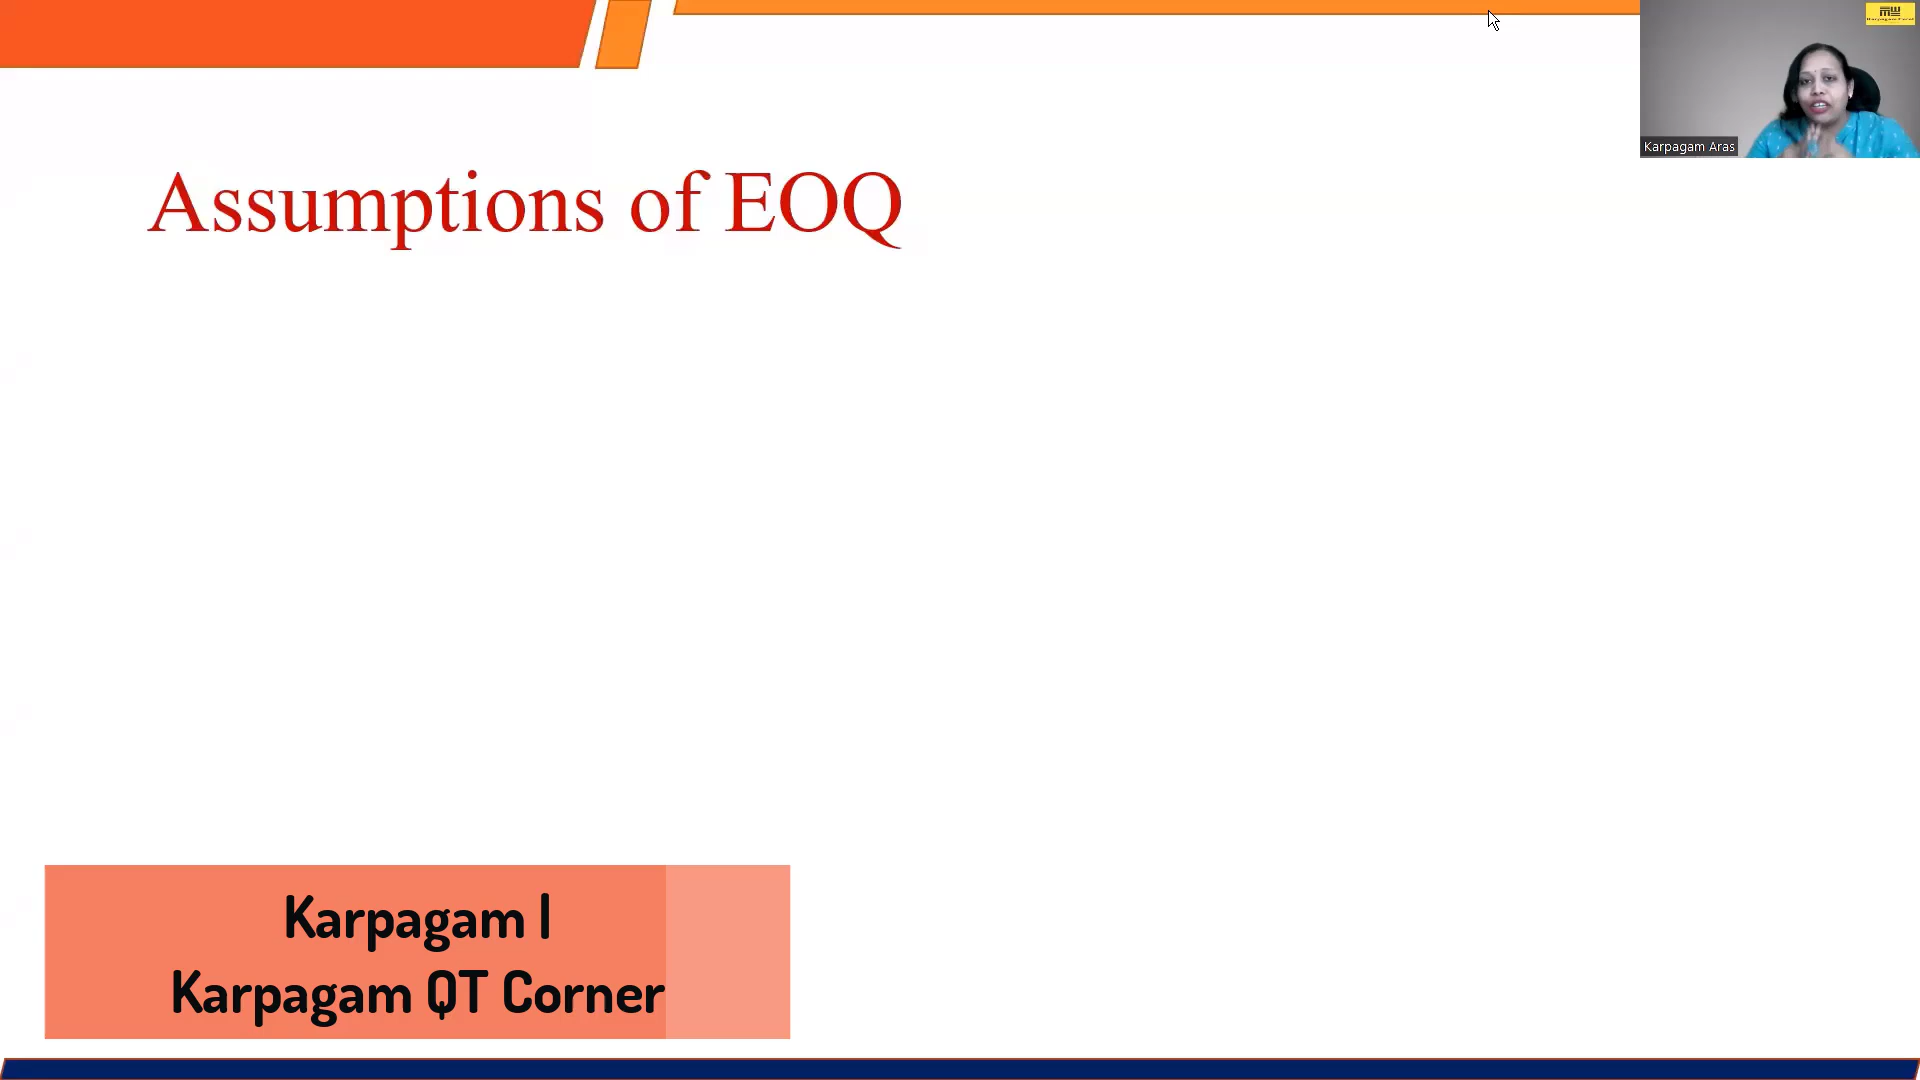 Karpagam Aras
Assumptions of EOQ
Karpagam |
Karpagam QT Corner